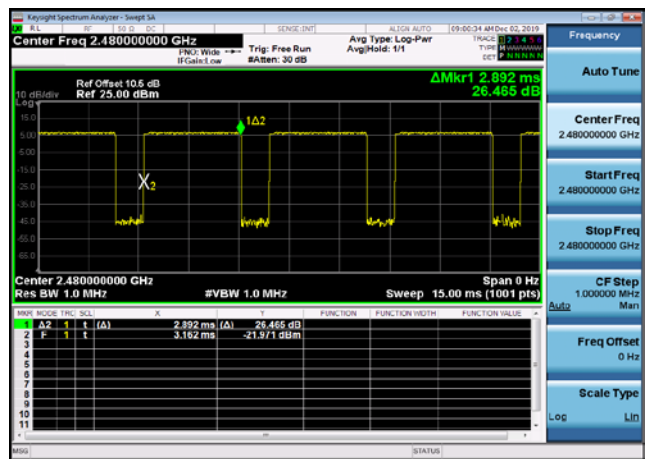 Keysight Spectrum Analyzer - Swept SA
RL RF 50 Ω DC SENSE:INT ALIGN AUTO 09:00:34 AM Dec 02, 2019
Center Freq 2.480000000 GHz
PNO: Wide
IFGain:Low
Trig: Free Run
#Atten: 30 dB
Avg Type: Log-Pwr
Avg|Hold: 1/1
TRACE 1 2 3 4 5 6
TYPE M WWWWW
DET P N N N N N
Frequency
Auto Tune
Center Freq
2.480000000 GHz
Start Freq
2.480000000 GHz
Stop Freq
2.480000000 GHz
CF Step
1.000000 MHz
Auto Man
Freq Offset
0 Hz
Scale Type
Log Lin
Ref Offset 10.5 dB
10 dB/div Ref 25.00 dBm
Log
ΔMkr1 2.892 ms
26.465 dB
15.0
5.00
-5.00
-15.0
-25.0
-35.0
-45.0
-55.0
-65.0
1Δ2
X2
Center 2.480000000 GHz Span 0 Hz
Res BW 1.0 MHz #VBW 1.0 MHz Sweep 15.00 ms (1001 pts)
MKR MODE TRC SCL X Y FUNCTION FUNCTION WIDTH FUNCTION VALUE
1 Δ2 1 t (Δ) 2.892 ms (Δ) 26.465 dB
2 F 1 t 3.162 ms -21.971 dBm
3
4
5
6
7
8
9
10
11
MSG STATUS